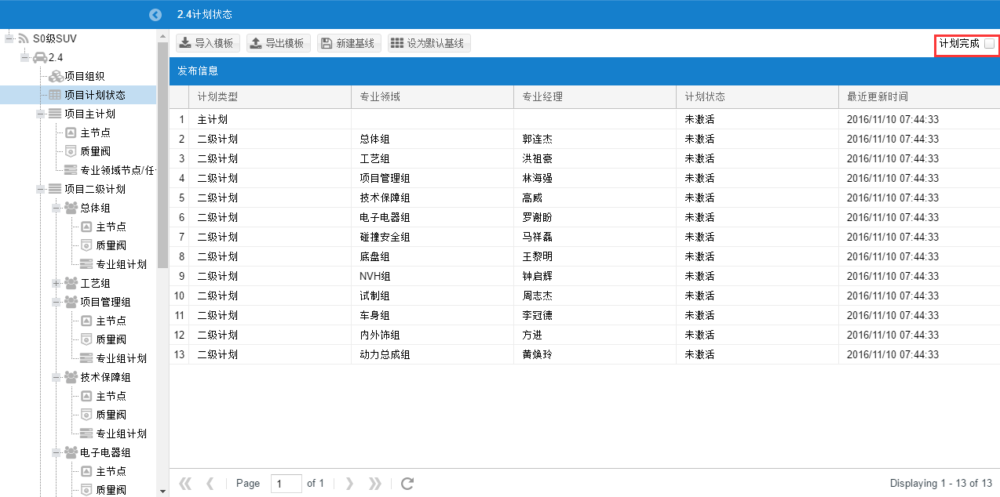 2.4计划状态
S0级SUV
2.4
项目组织
项目计划状态
项目主计划
主节点
质量阀
专业领域节点/任
项目二级计划
总体组
主节点
质量阀
专业组计划
工艺组
项目管理组
主节点
质量阀
专业组计划
技术保障组
主节点
质量阀
专业组计划
电子电器组
主节点
质量阀
导入模板 导出模板 新建基线 设为默认基线 计划完成
发布信息
计划类型 专业领域 专业经理 计划状态 最近更新时间
1 主计划 未激活 2016/11/10 07:44:33
2 二级计划 总体组 郭连杰 未激活 2016/11/10 07:44:33
3 二级计划 工艺组 洪祖豪 未激活 2016/11/10 07:44:33
4 二级计划 项目管理组 林海强 未激活 2016/11/10 07:44:33
5 二级计划 技术保障组 高威 未激活 2016/11/10 07:44:33
6 二级计划 电子电器组 罗谢盼 未激活 2016/11/10 07:44:33
7 二级计划 碰撞安全组 马祥磊 未激活 2016/11/10 07:44:33
8 二级计划 底盘组 王黎明 未激活 2016/11/10 07:44:33
9 二级计划 NVH组 钟启辉 未激活 2016/11/10 07:44:33
10 二级计划 试制组 周志杰 未激活 2016/11/10 07:44:33
11 二级计划 车身组 李冠德 未激活 2016/11/10 07:44:33
12 二级计划 内外饰组 方进 未激活 2016/11/10 07:44:33
13 二级计划 动力总成组 黄焕玲 未激活 2016/11/10 07:44:33
Page 1 of 1 Displaying 1 - 13 of 13